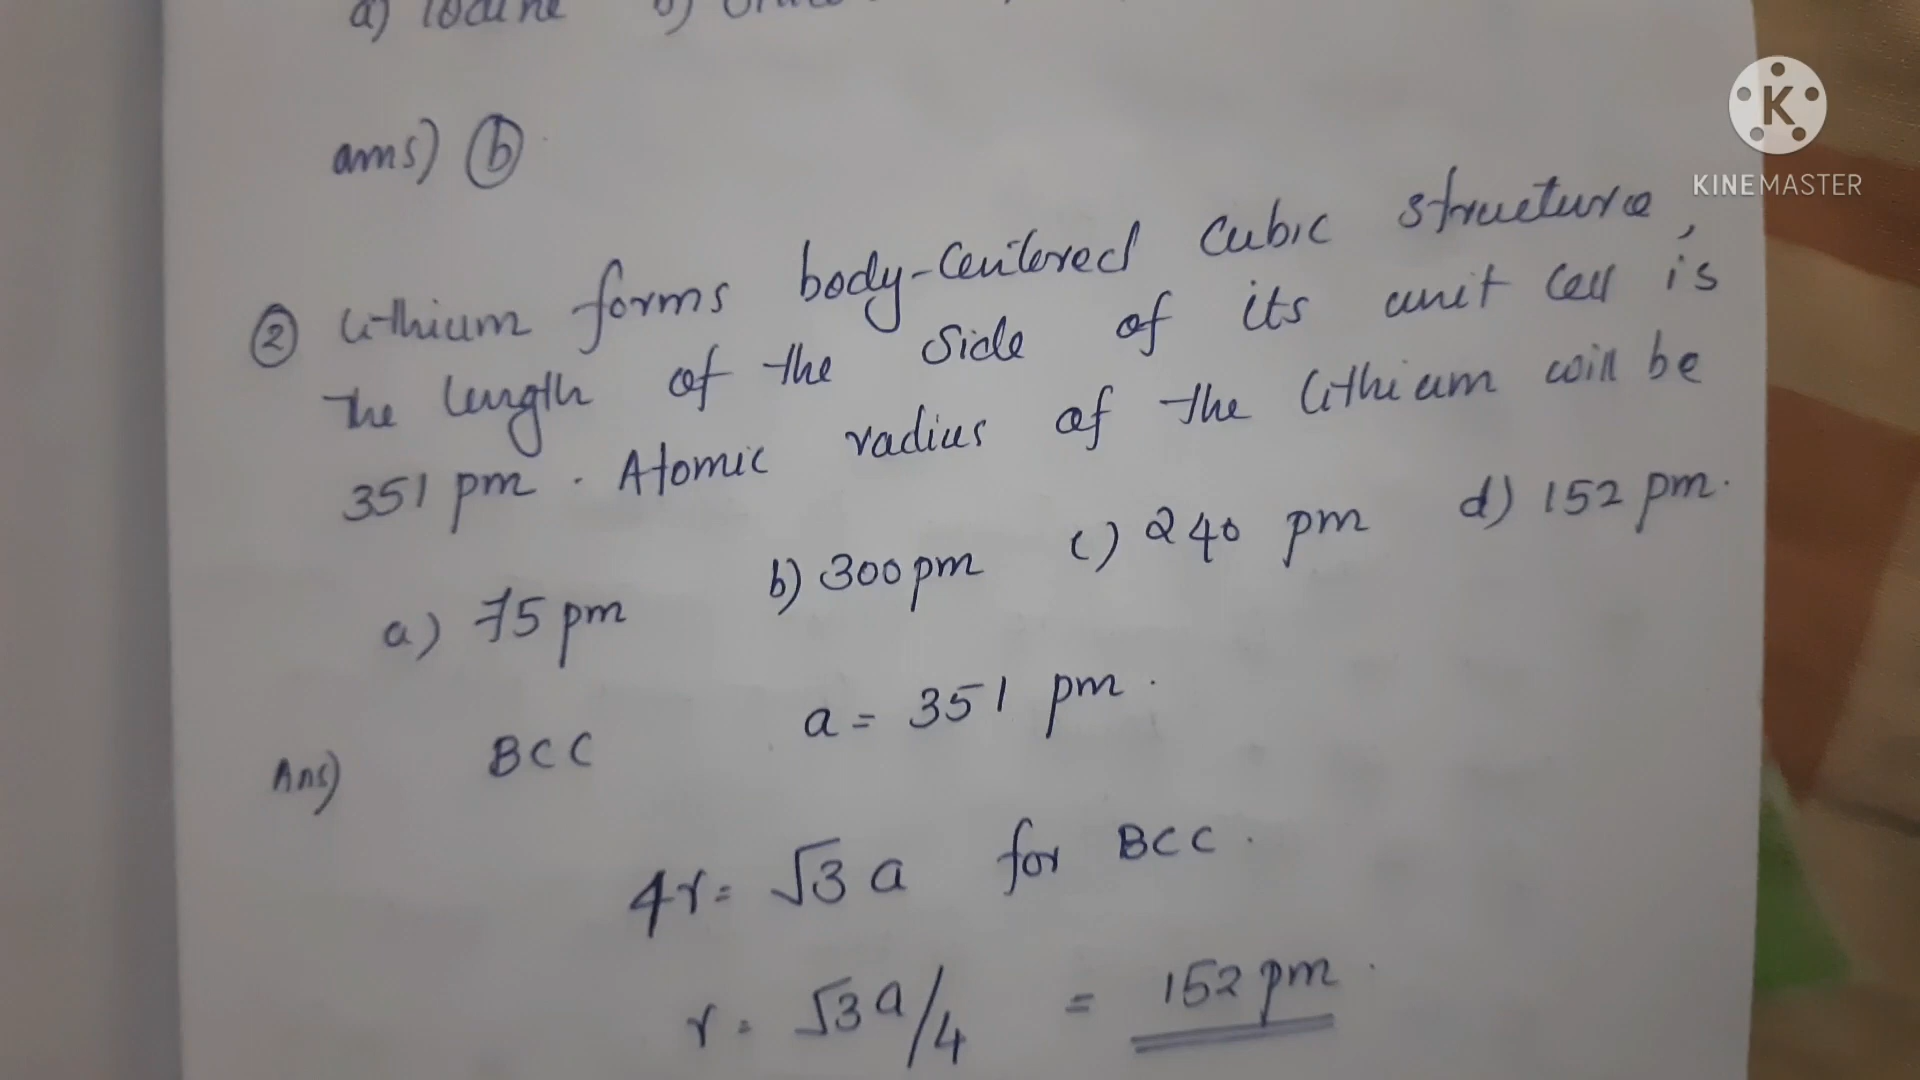 a) Iodine b)
ans) b
KINEMASTER
② Lithium forms body-Centered Cubic structure,
the length of the side of its unit cell is
351 pm. Atomic radius of the lithium will be
a) 75 pm b) 300 pm c) 240 pm d) 152 pm.
Ans) BCC a = 351 pm.
4r = √3 a for BCC.
r = √3 a/4 = 152 pm.